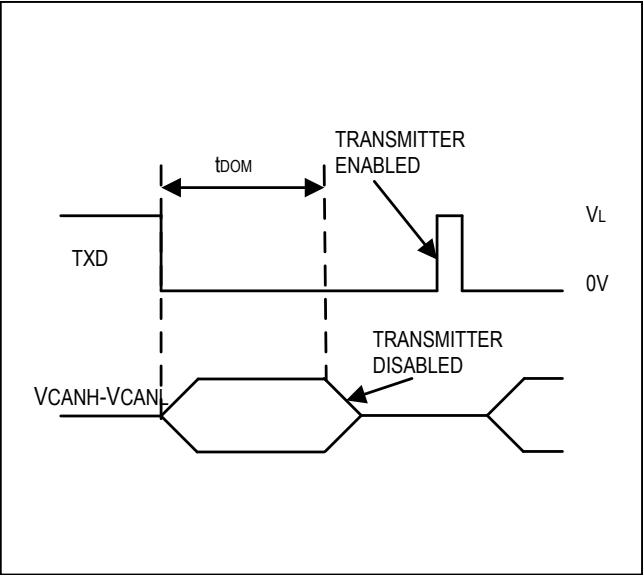 TRANSMITTER
ENABLED
tDOM
VL
TXD
0V
TRANSMITTER
DISABLED
VCANH-VCANL